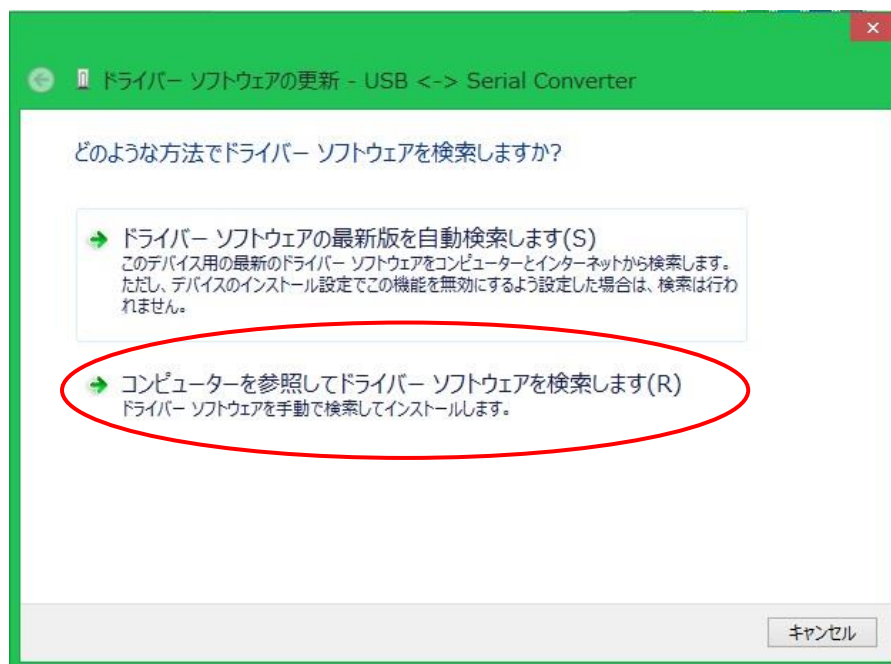 ドライバー ソフトウェアの更新 - USB <-> Serial Converter
どのような方法でドライバー ソフトウェアを検索しますか?
ドライバー ソフトウェアの最新版を自動検索します(S)
このデバイス用の最新のドライバー ソフトウェアをコンピューターとインターネットから検索します。
ただし、デバイスのインストール設定でこの機能を無効にするよう設定した場合は、検索は行わ
れません。
コンピューターを参照してドライバー ソフトウェアを検索します(R)
ドライバー ソフトウェアを手動で検索してインストールします。
キャンセル